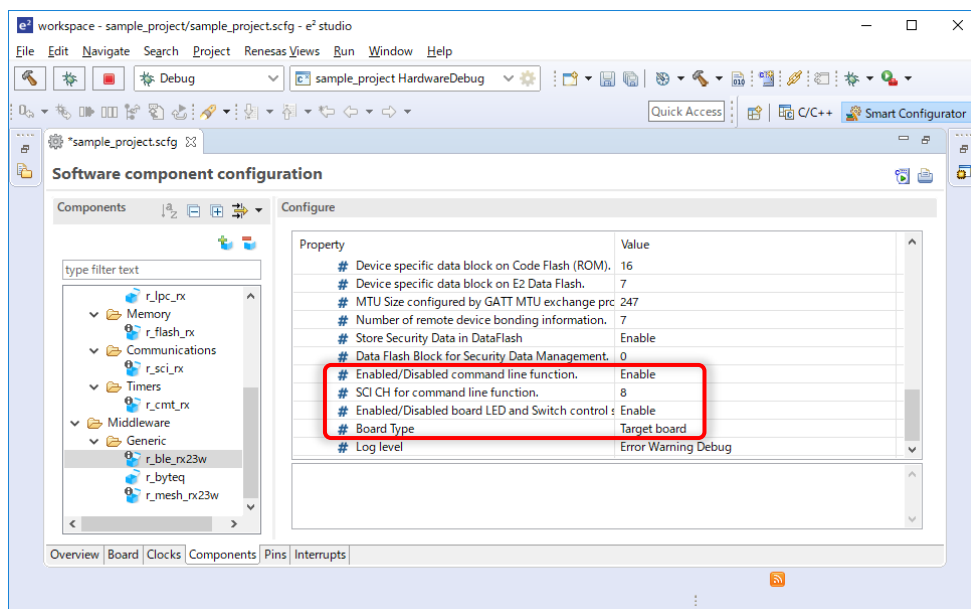 workspace - sample_project/sample_project.scfg - e² studio
File Edit Navigate Search Project Renesas Views Run Window Help
Debug
sample_project HardwareDebug
Quick Access
C/C++
Smart Configurator
*sample_project.scfg
Software component configuration
Components
Configure
type filter text
r_lpc_rx
Memory
r_flash_rx
Communications
r_sci_rx
Timers
r_cmt_rx
Middleware
Generic
r_ble_rx23w
r_byteq
r_mesh_rx23w
Property Value
# Device specific data block on Code Flash (ROM). 16
# Device specific data block on E2 Data Flash. 7
# MTU Size configured by GATT MTU exchange prc 247
# Number of remote device bonding information. 7
# Store Security Data in DataFlash Enable
# Data Flash Block for Security Data Management. 0
# Enabled/Disabled command line function. Enable
# SCI CH for command line function. 8
# Enabled/Disabled board LED and Switch control s Enable
# Board Type Target board
# Log level Error Warning Debug
Overview Board Clocks Components Pins Interrupts